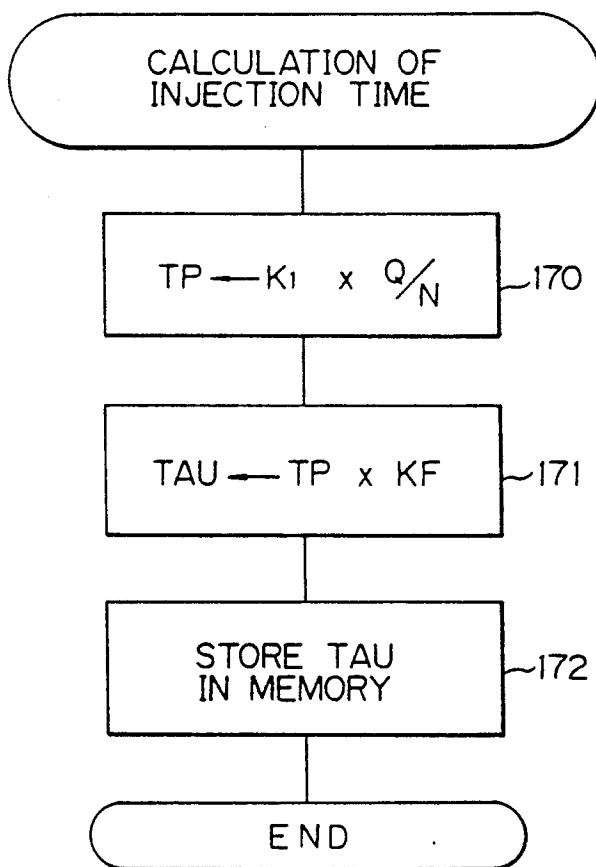 CALCULATION OF
INJECTION TIME
TP ← K1 x Q/N
170
TAU ← TP x KF
171
STORE TAU
IN MEMORY
172
END